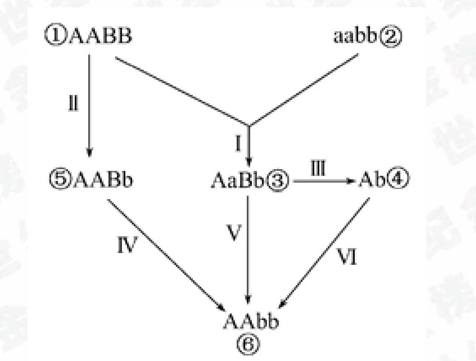 ①AABB aabb②
Ⅱ
Ⅰ
⑤AABb AaBb③ Ⅲ Ab④
Ⅳ Ⅴ Ⅵ
AAbb
⑥